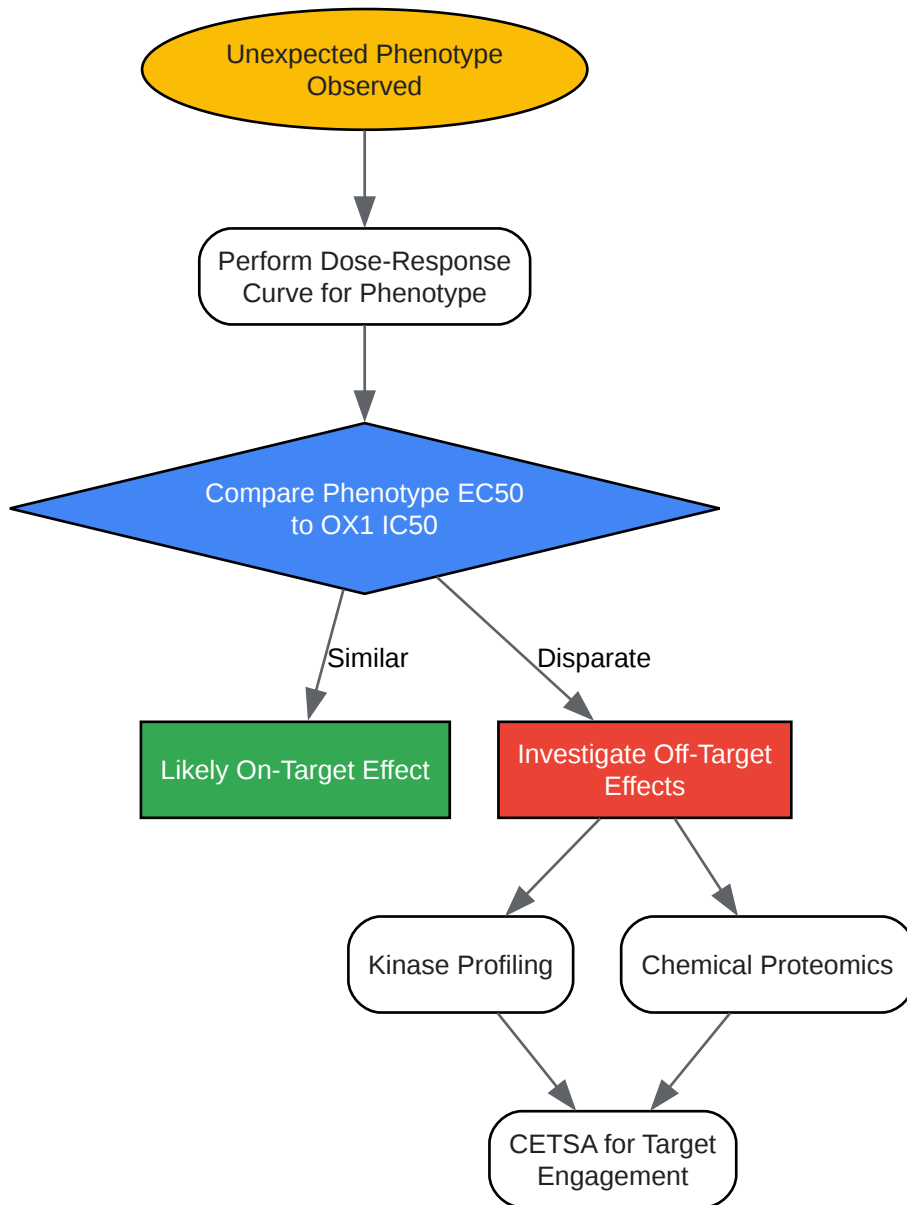 Unexpected Phenotype
Observed
Perform Dose-Response
Curve for Phenotype
Compare Phenotype EC50
to OX1 IC50
Similar
Disparate
Likely On-Target Effect
Investigate Off-Target
Effects
Kinase Profiling
Chemical Proteomics
CETSA for Target
Engagement